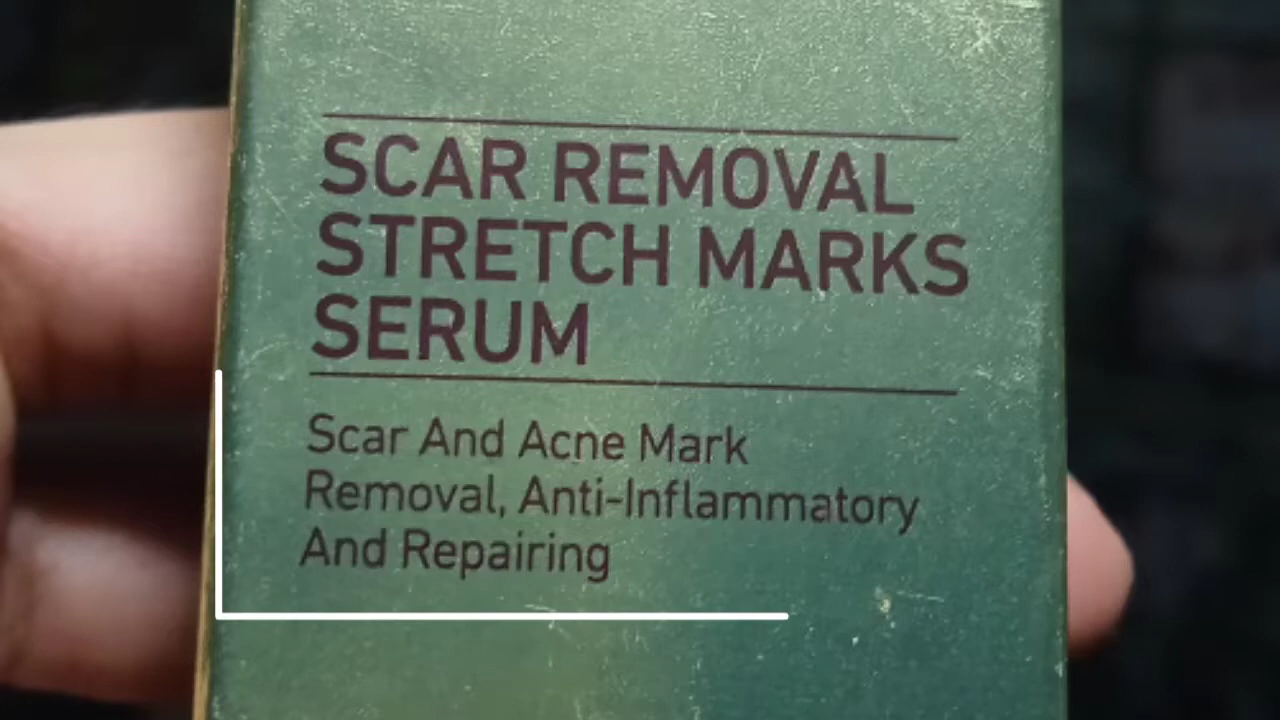 SCAR REMOVAL
STRETCH MARKS
SERUM
Scar And Acne Mark
Removal, Anti-Inflammatory
And Repairing